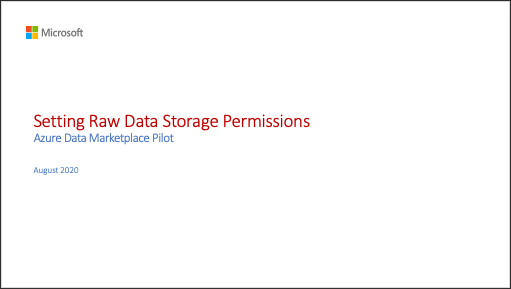 Microsoft
Setting Raw Data Storage Permissions
Azure Data Marketplace Pilot
August 2020